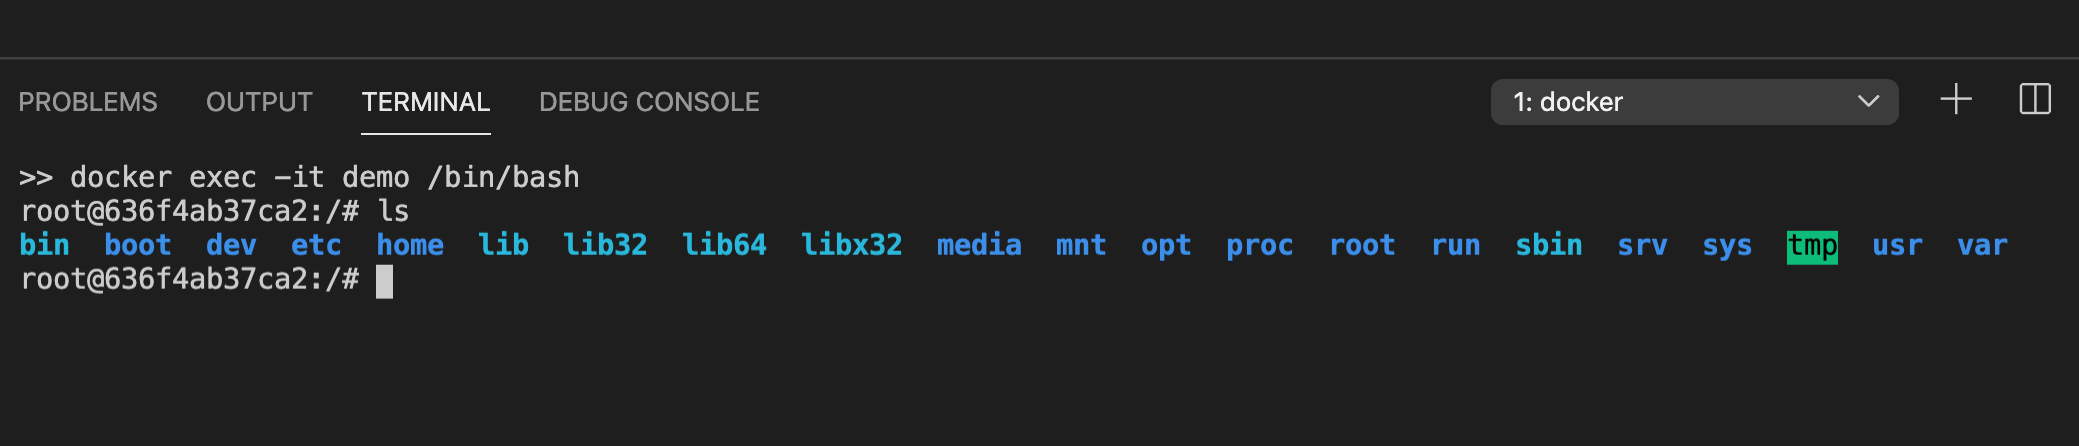 PROBLEMS OUTPUT TERMINAL DEBUG CONSOLE 1: docker
>> docker exec -it demo /bin/bash
root@636f4ab37ca2:/# ls
bin boot dev etc home lib lib32 lib64 libx32 media mnt opt proc root run sbin srv sys tmp usr var
root@636f4ab37ca2:/#